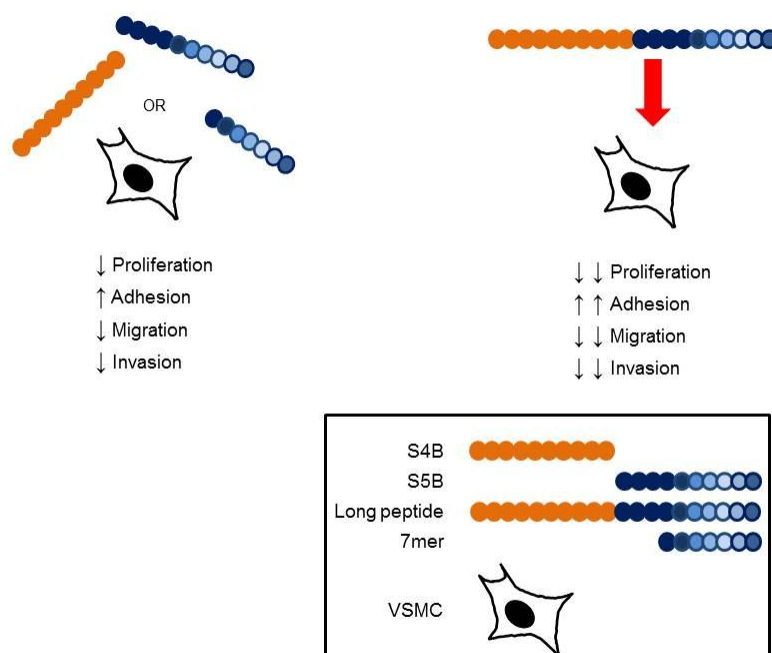 OR
↓ Proliferation
↑ Adhesion
↓ Migration
↓ Invasion
↓ ↓ Proliferation
↑ ↑ Adhesion
↓ ↓ Migration
↓ ↓ Invasion
S4B
S5B
Long peptide
7mer
VSMC